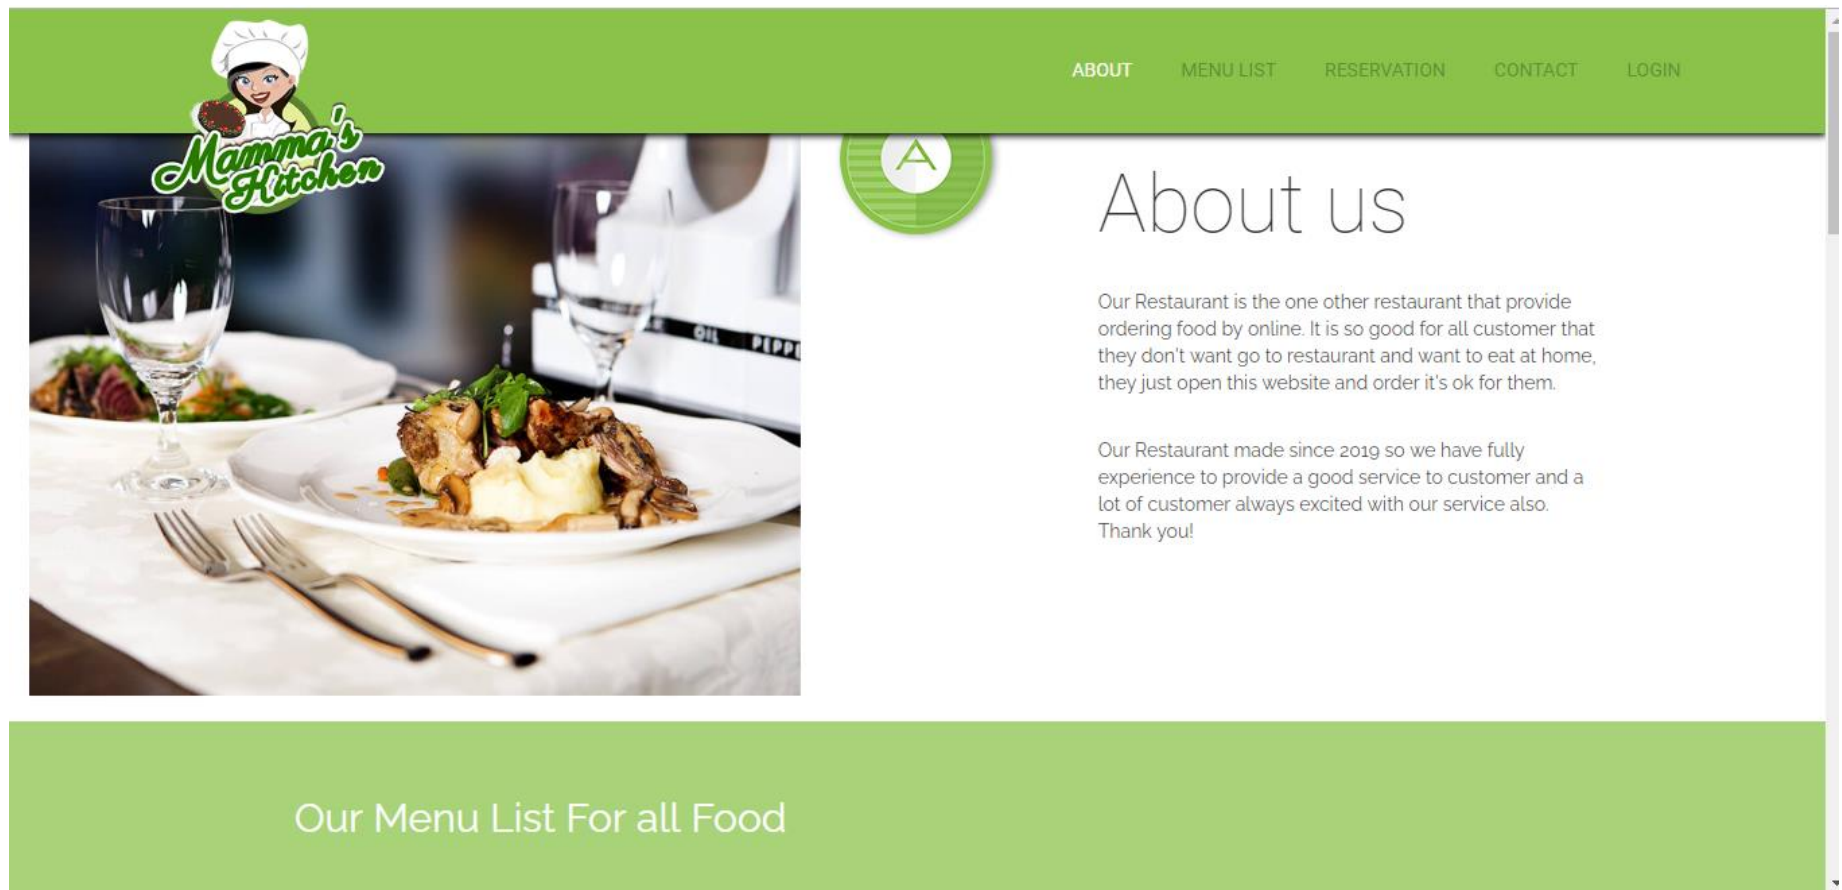 ABOUT MENU LIST RESERVATION CONTACT LOGIN
Mamma's
Kitchen
A
OIL PEPPE
About us
Our Restaurant is the one other restaurant that provide
ordering food by online. It is so good for all customer that
they don't want go to restaurant and want to eat at home,
they just open this website and order it's ok for them.
Our Restaurant made since 2019 so we have fully
experience to provide a good service to customer and a
lot of customer always excited with our service also.
Thank you!
Our Menu List For all Food